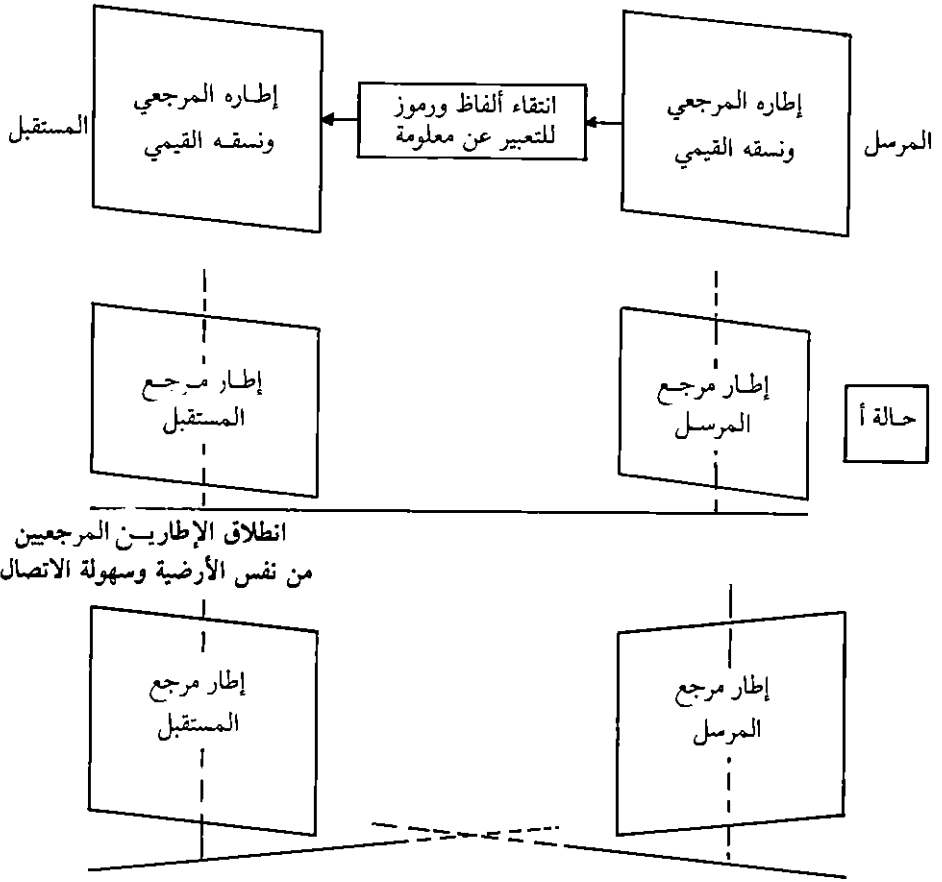 المرسل
إطاره المرجعي
ونسقه القيمي
انتقاء ألفاظ ورموز
للتعبير عن معلومة
إطاره المرجعي
ونسقه القيمي
المستقبل
حالة أ
إطار مرجع
المرسل
إطار مرجع
المستقبل
انطلاق الإطارين المرجعيين
من نفس الأرضية وسهولة الاتصال
إطار مرجع
المرسل
إطار مرجع
المستقبل